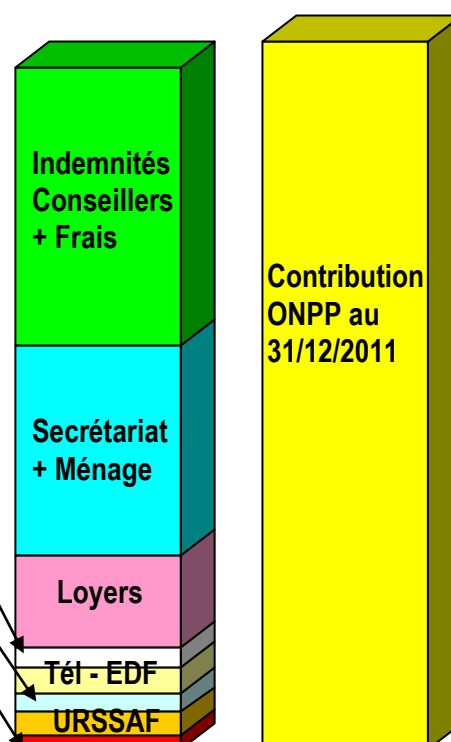 Indemnités
Conseillers
+ Frais
Secrétariat
+ Ménage
Loyers
Tél - EDF
URSSAF
Contribution
ONPP au
31/12/2011